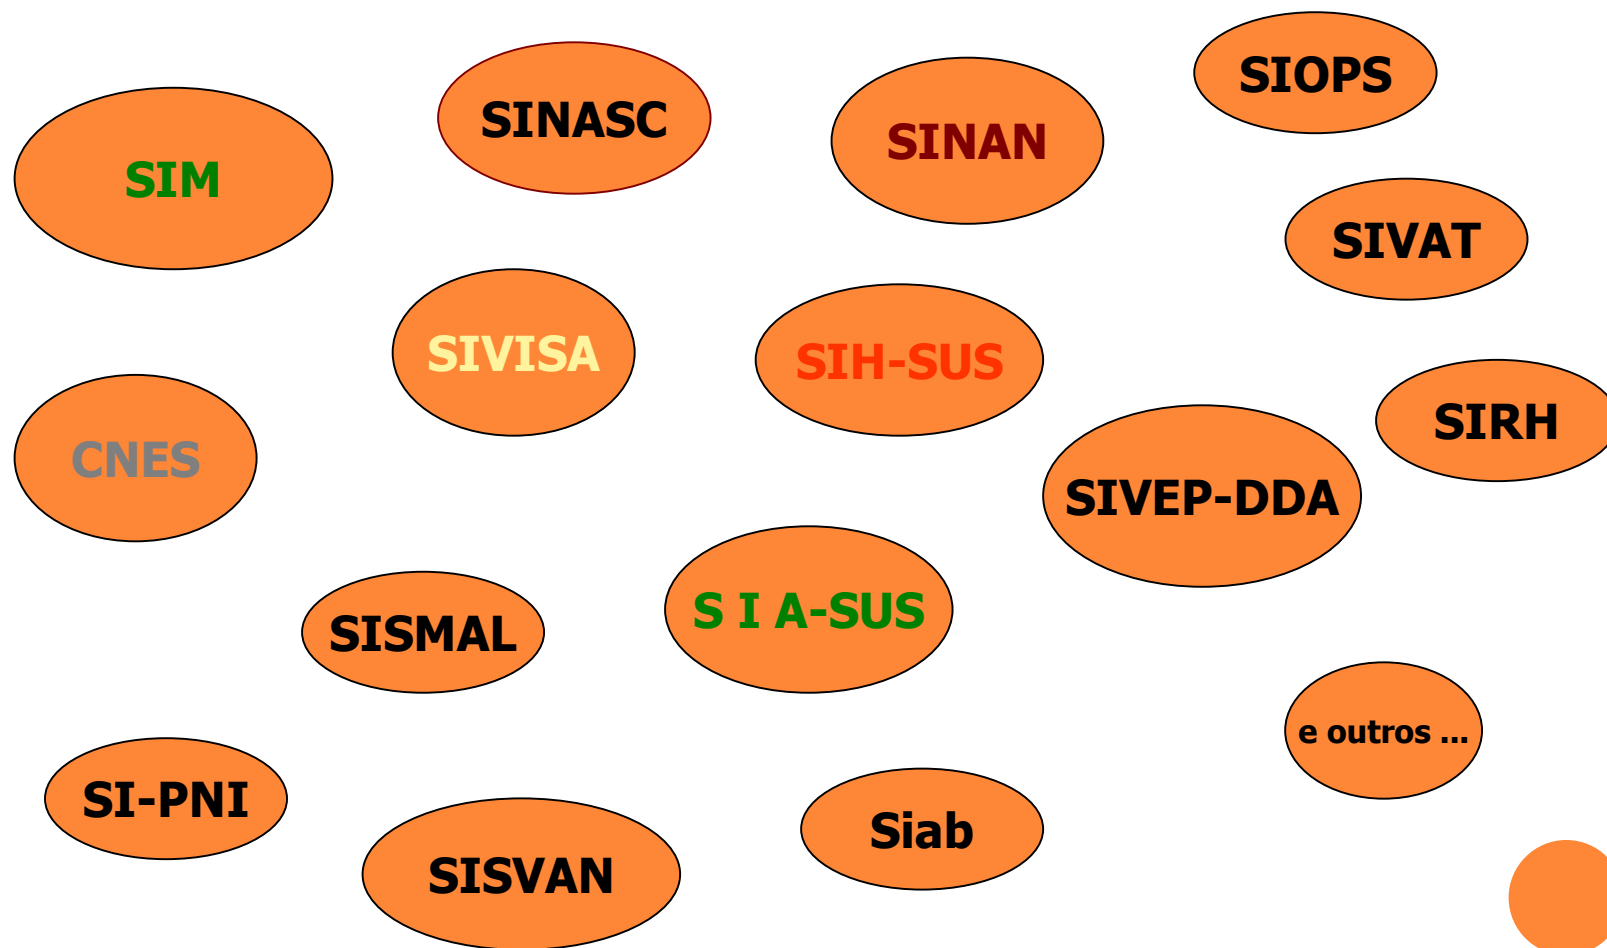 SIOPS
SINASC
SINAN
SIM
SIVAT
SIVISA
SIH-SUS
SIRH
CNES
SIVEP-DDA
S I A-SUS
SISMAL
e outros ...
SI-PNI
Siab
SISVAN